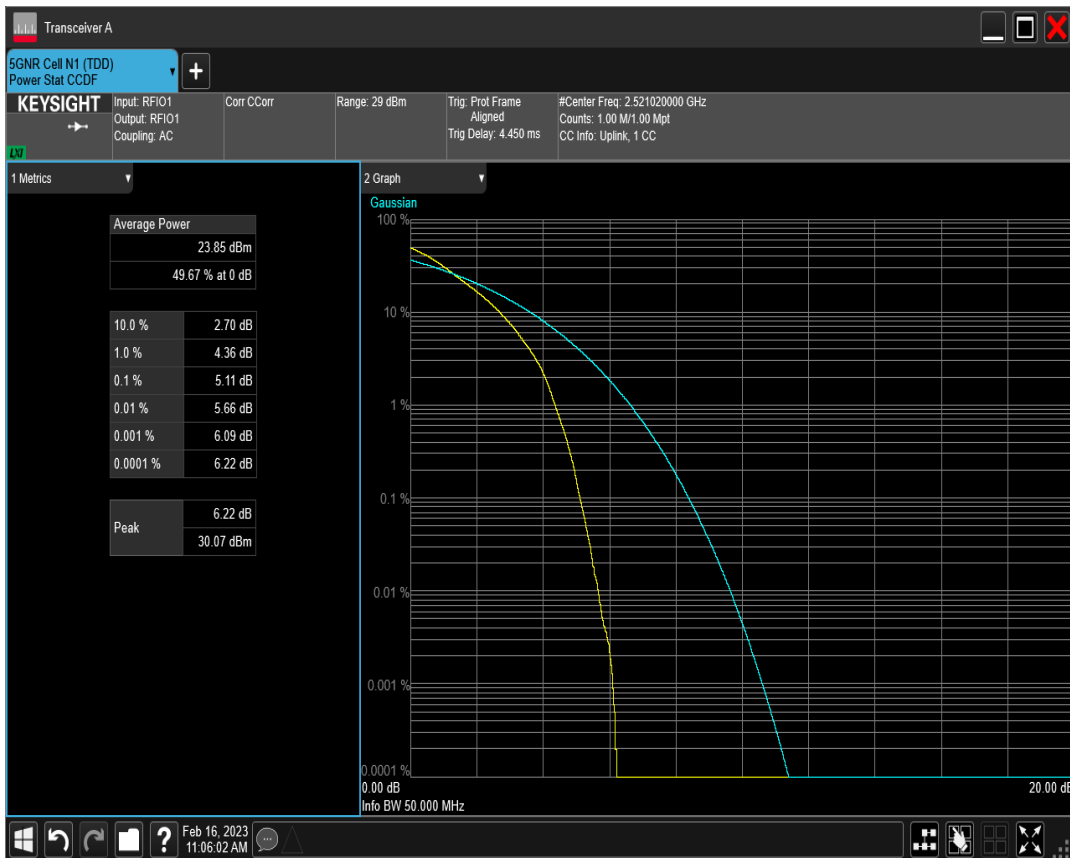 Transceiver A
5GNR Cell N1 (TDD)
Power Stat CCDF
+
KEYSIGHT
LXI
Input: RFIO1
Output: RFIO1
Coupling: AC
Corr CCorr
Range: 29 dBm
Trig: Prot Frame
Aligned
Trig Delay: 4.450 ms
#Center Freq: 2.521020000 GHz
Counts: 1.00 M/1.00 Mpt
CC Info: Uplink, 1 CC
1 Metrics
Average Power
23.85 dBm
49.67 % at 0 dB
10.0 % 2.70 dB
1.0 % 4.36 dB
0.1 % 5.11 dB
0.01 % 5.66 dB
0.001 % 6.09 dB
0.0001 % 6.22 dB
Peak
6.22 dB
30.07 dBm
2 Graph
Gaussian
100 %
10 %
1 %
0.1 %
0.01 %
0.001 %
0.0001 %
0.00 dB 20.00 dB
Info BW 50.000 MHz
?
Feb 16, 2023
11:06:02 AM